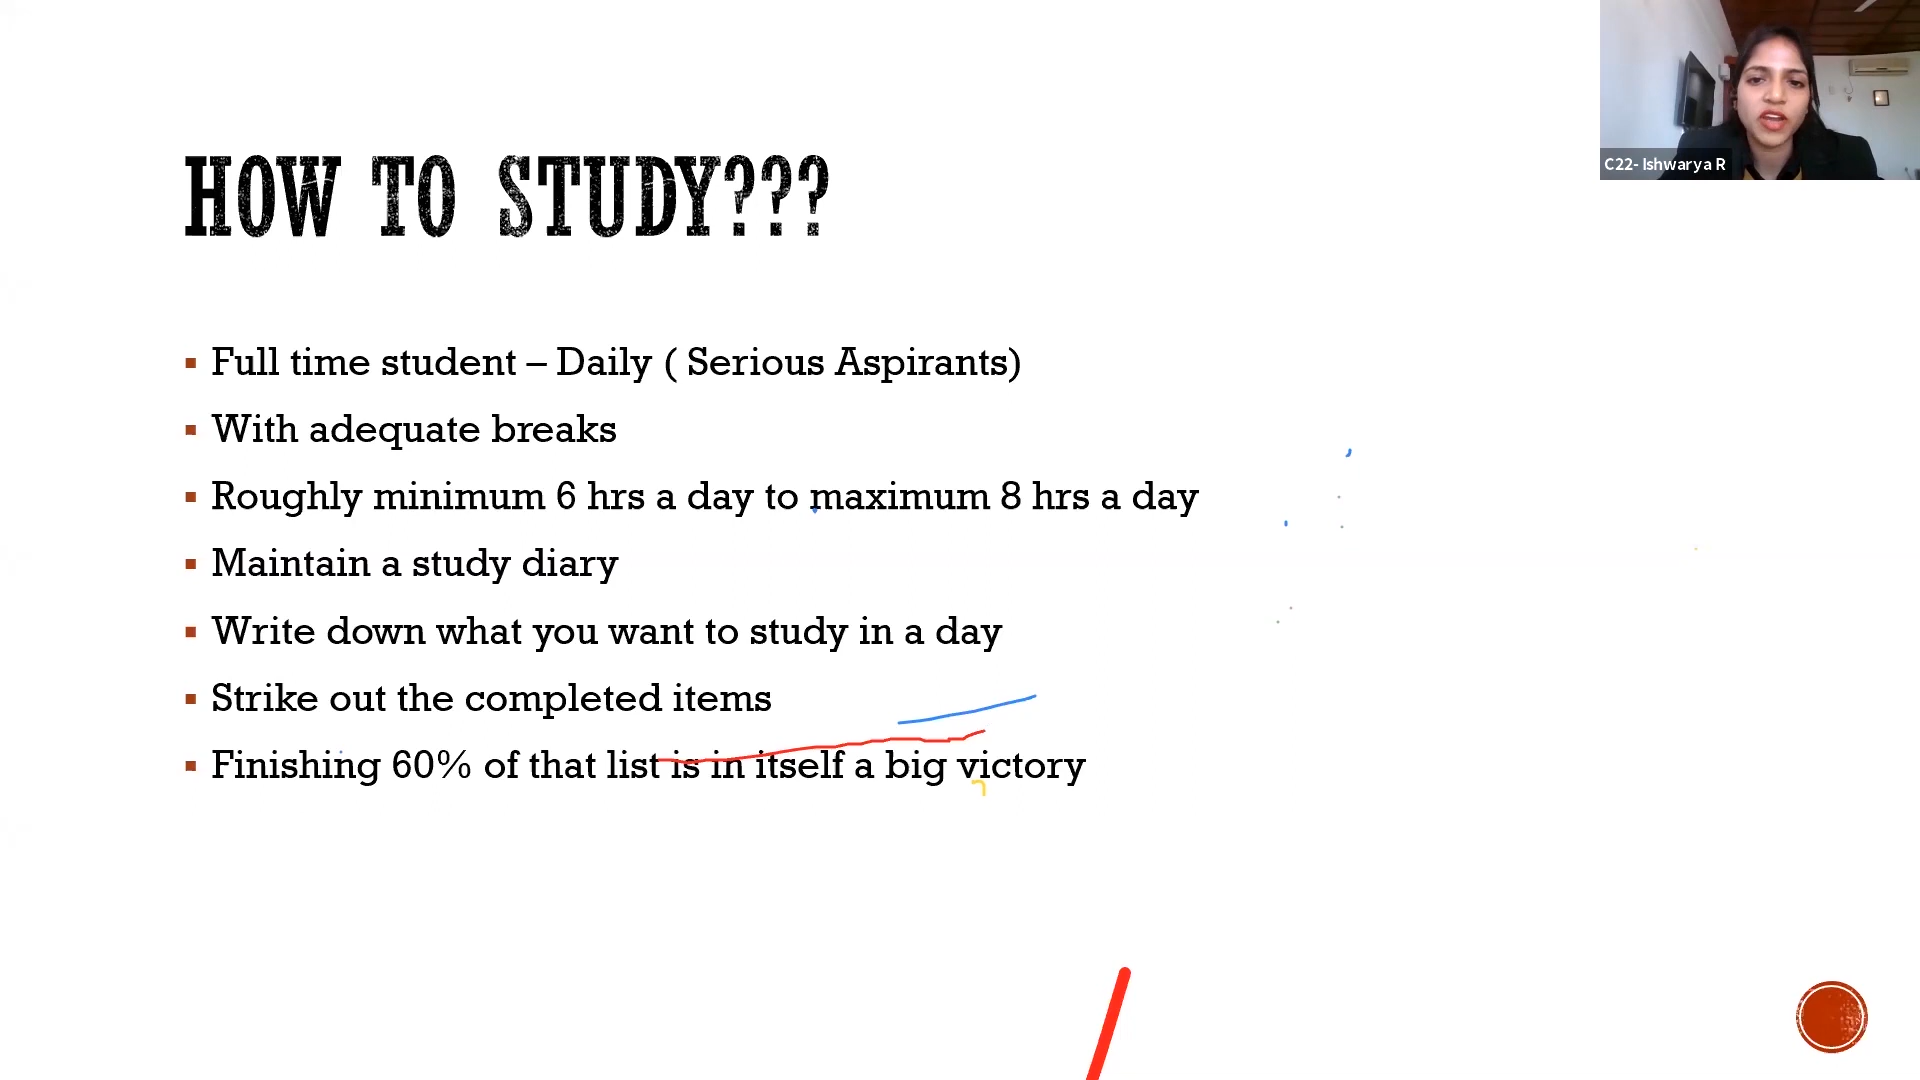 HOW TO STUDY???
C22- Ishwarya R
▪ Full time student – Daily ( Serious Aspirants)
▪ With adequate breaks
▪ Roughly minimum 6 hrs a day to maximum 8 hrs a day
▪ Maintain a study diary
▪ Write down what you want to study in a day
▪ Strike out the completed items
▪ Finishing 60% of that list is in itself a big victory